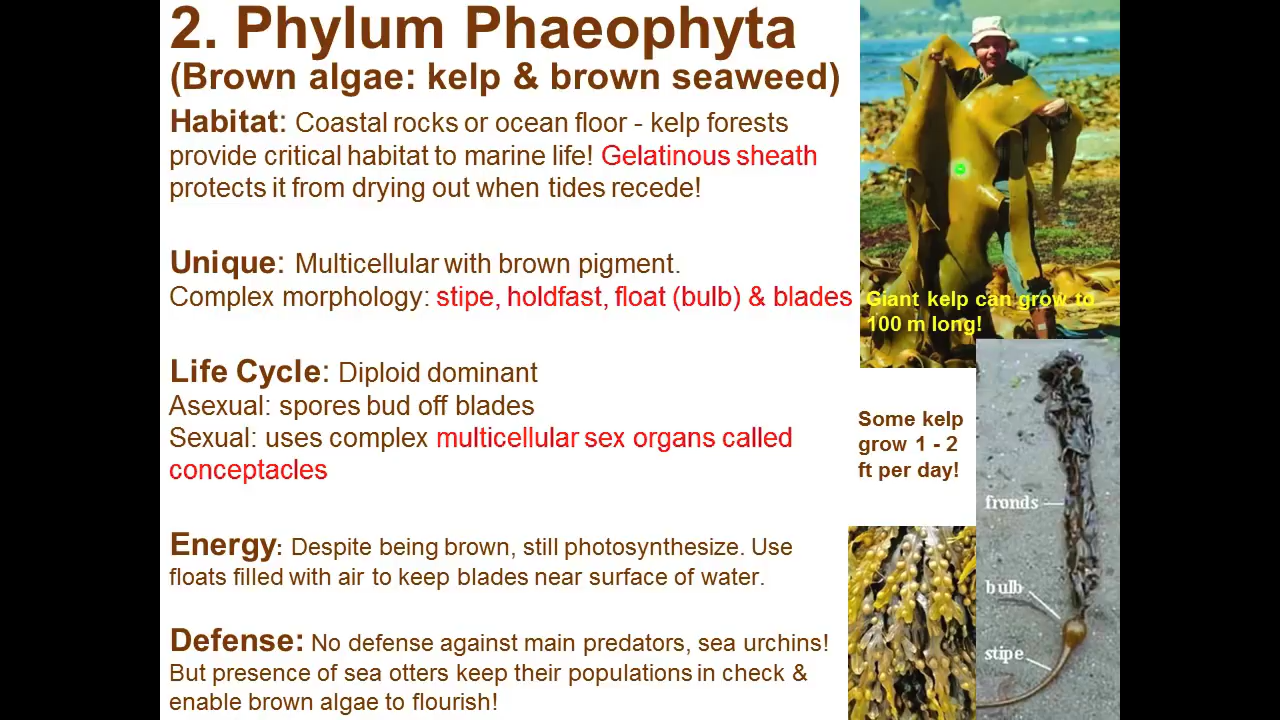 2. Phylum Phaeophyta
(Brown algae: kelp & brown seaweed)
Habitat: Coastal rocks or ocean floor - kelp forests
provide critical habitat to marine life! Gelatinous sheath
protects it from drying out when tides recede!
Unique: Multicellular with brown pigment.
Complex morphology: stipe, holdfast, float (bulb) & blades
Life Cycle: Diploid dominant
Asexual: spores bud off blades
Sexual: uses complex multicellular sex organs called
conceptacles
Energy: Despite being brown, still photosynthesize. Use
floats filled with air to keep blades near surface of water.
Defense: No defense against main predators, sea urchins!
But presence of sea otters keep their populations in check &
enable brown algae to flourish!
Giant kelp can grow to
100 m long!
Some kelp
grow 1 - 2
ft per day!
fronds
bulb
stipe